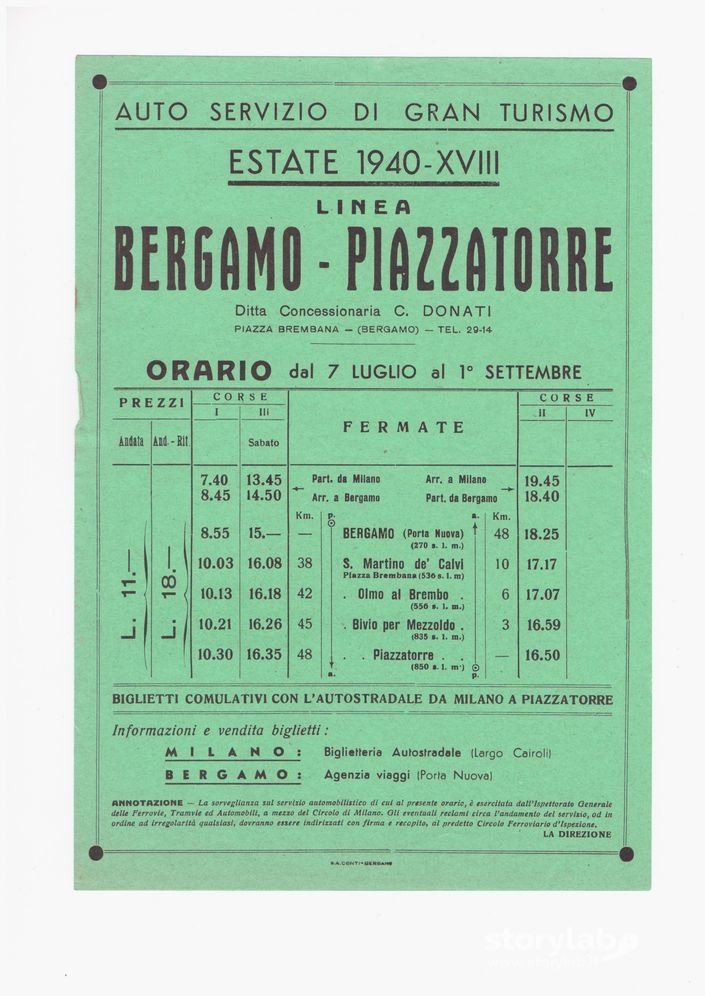 AUTO SERVIZIO DI GRAN TURISMO
ESTATE 1940-XVIII
LINEA
BERGAMO - PIAZZATORRE
Ditta Concessionaria C. DONATI
PIAZZA BREMBANA — (BERGAMO) — TEL. 29-14
ORARIO dal 7 LUGLIO al 1° SETTEMBRE
PREZZI CORSE FERMATE CORSE
Andata And.-Rit. I III II IV
Sabato
7.40 13.45 Part. da Milano Arr. a Milano 19.45
8.45 14.50 Arr. a Bergamo Part. da Bergamo 18.40
Km. p. a. Km.
8.55 15.— — BERGAMO (Porta Nuova) 48 18.25
(270 s. l. m.)
10.03 16.08 38 S. Martino de' Calvi 10 17.17
Piazza Brembana (536 s. l. m)
10.13 16.18 42 . Olmo al Brembo . 6 17.07
(556 s. l. m.)
10.21 16.26 45 . Bivio per Mezzoldo . 3 16.59
(835 s. l. m.)
10.30 16.35 48 . . Piazzatorre . . — 16.50
(850 s. l. m.)
a. p.
L. 11.—
L. 18.—
BIGLIETTI COMULATIVI CON L'AUTOSTRADALE DA MILANO A PIAZZATORRE
Informazioni e vendita biglietti :
MILANO : Biglietteria Autostradale (Largo Cairoli)
BERGAMO : Agenzia viaggi (Porta Nuova)
ANNOTAZIONE — La sorveglianza sul servizio automobilistico di cui al presente orario, è esercitata dall'Ispettorato Generale
delle Ferrovie, Tramvie ed Automobili, a mezzo del Circolo di Milano. Gli eventuali reclami circa l'andamento del servizio, od in
ordine ad irregolarità qualsiasi, dovranno essere indirizzati con firma e recapito, al predetto Circolo Ferroviario d'Ispezione.
LA DIREZIONE
S.A. CONTI-BERGAMO
storylab